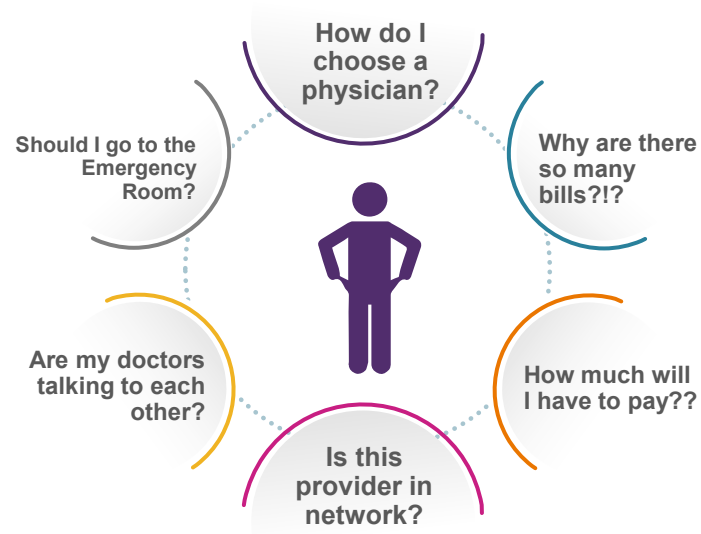 How do I
choose a
physician?
Should I go to the
Emergency
Room?
Why are there
so many
bills?!?
Are my doctors
talking to each
other?
How much will
I have to pay??
Is this
provider in
network?